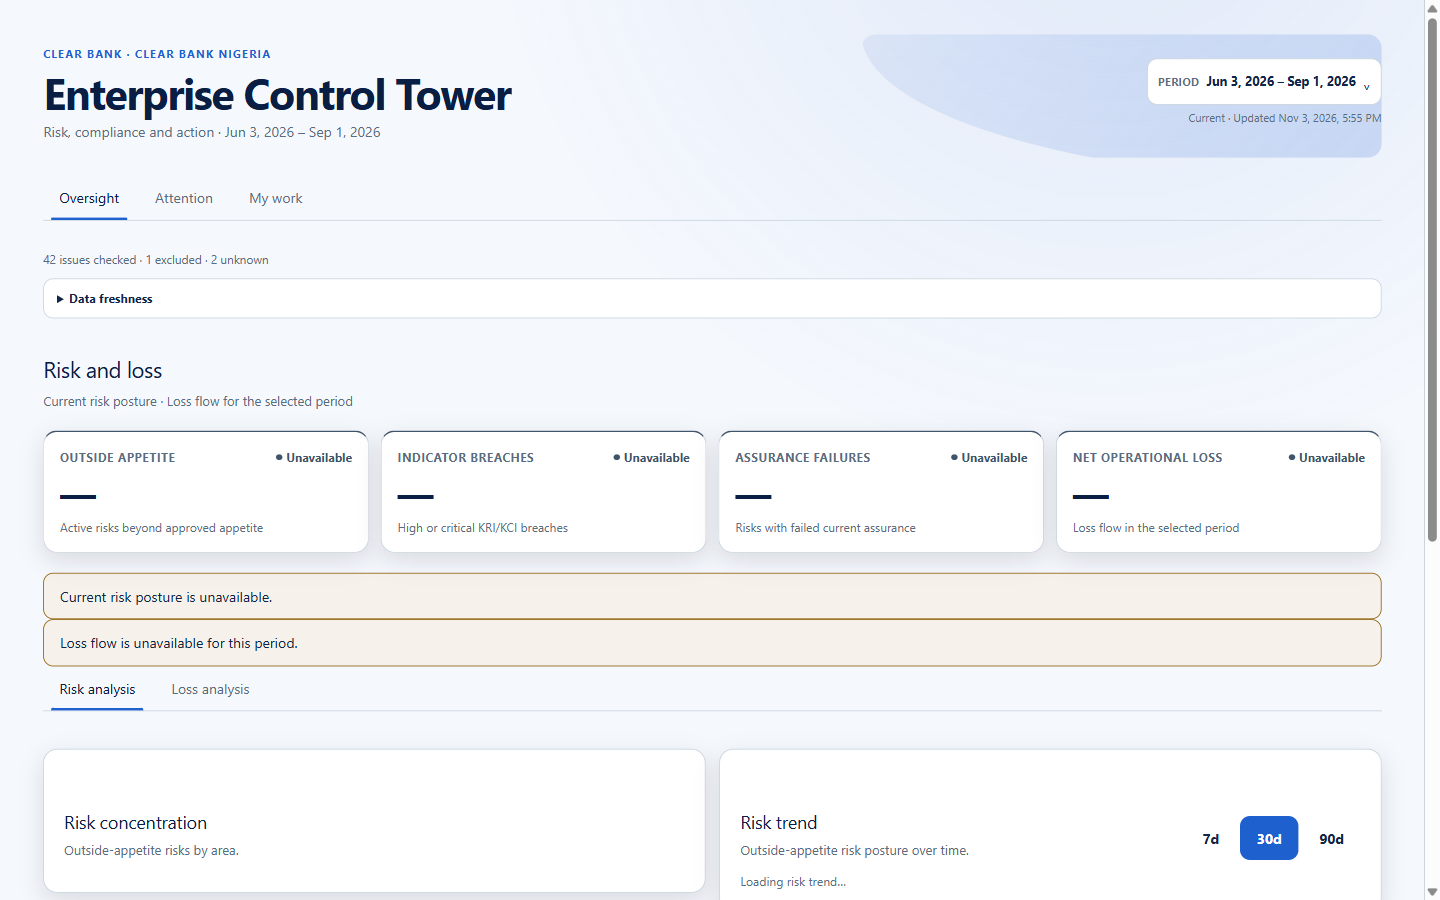 CLEAR BANK · CLEAR BANK NIGERIA
Enterprise Control Tower
Risk, compliance and action · Jun 3, 2026 – Sep 1, 2026
PERIOD Jun 3, 2026 – Sep 1, 2026 v
Current · Updated Nov 3, 2026, 5:55 PM
Oversight Attention My work
42 issues checked · 1 excluded · 2 unknown
Data freshness
Risk and loss
Current risk posture · Loss flow for the selected period
OUTSIDE APPETITE Unavailable
—
Active risks beyond approved appetite
INDICATOR BREACHES Unavailable
—
High or critical KRI/KCI breaches
ASSURANCE FAILURES Unavailable
—
Risks with failed current assurance
NET OPERATIONAL LOSS Unavailable
—
Loss flow in the selected period
Current risk posture is unavailable.
Loss flow is unavailable for this period.
Risk analysis Loss analysis
Risk concentration
Outside-appetite risks by area.
Risk trend
Outside-appetite risk posture over time.
7d 30d 90d
Loading risk trend...